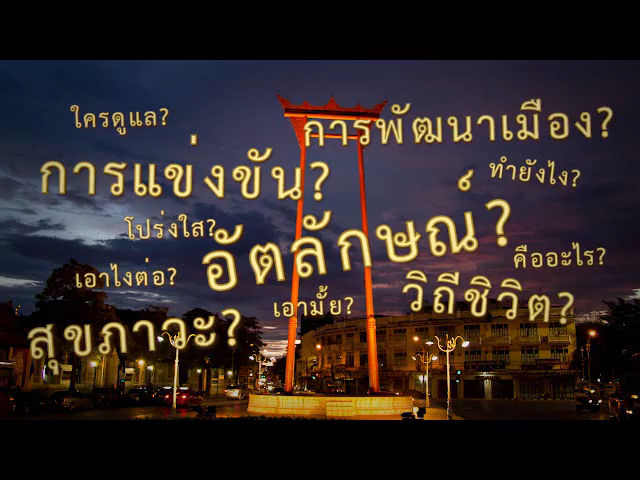 ใครดูแล?
การพัฒนาเมือง?
การแข่งขัน?
ทำยังไง?
โปร่งใส?
อัตลักษณ์?
คืออะไร?
เอาไงต่อ?
เอามั้ย?
วิถีชิวิต?
สุขภาวะ?